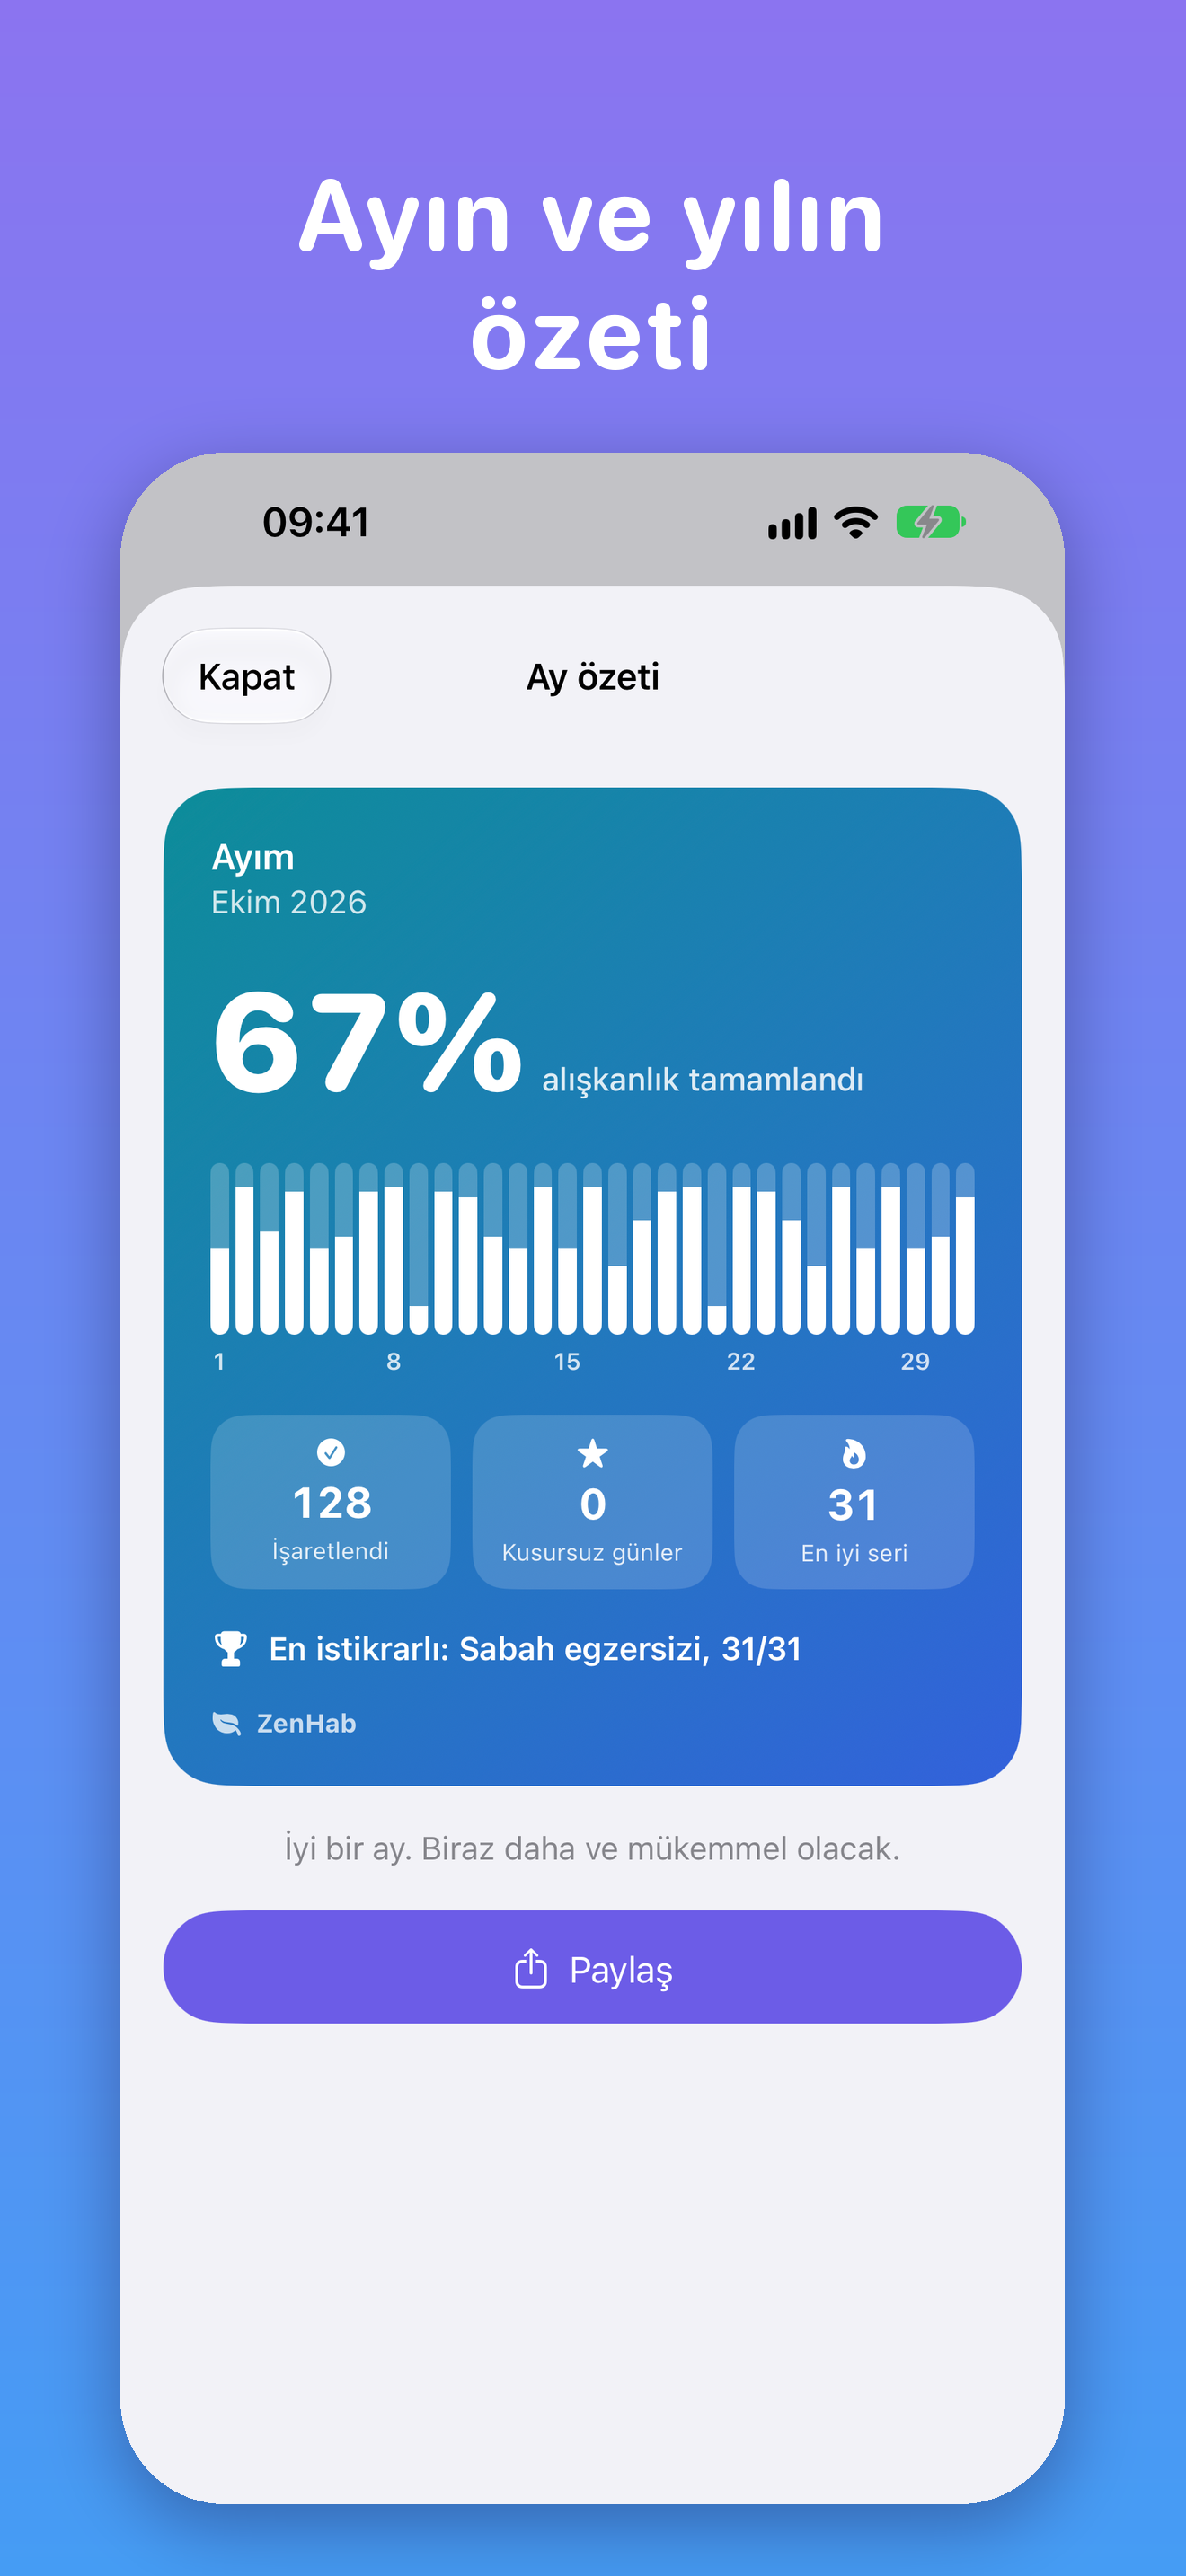 Ayın ve yılın
özeti
09:41
Kapat
Ay özeti
Ayım
Ekim 2026
67% alışkanlık tamamlandı
1 8 15 22 29
128
İşaretlendi
0
Kusursuz günler
31
En iyi seri
En istikrarlı: Sabah egzersizi, 31/31
ZenHab
İyi bir ay. Biraz daha ve mükemmel olacak.
Paylaş